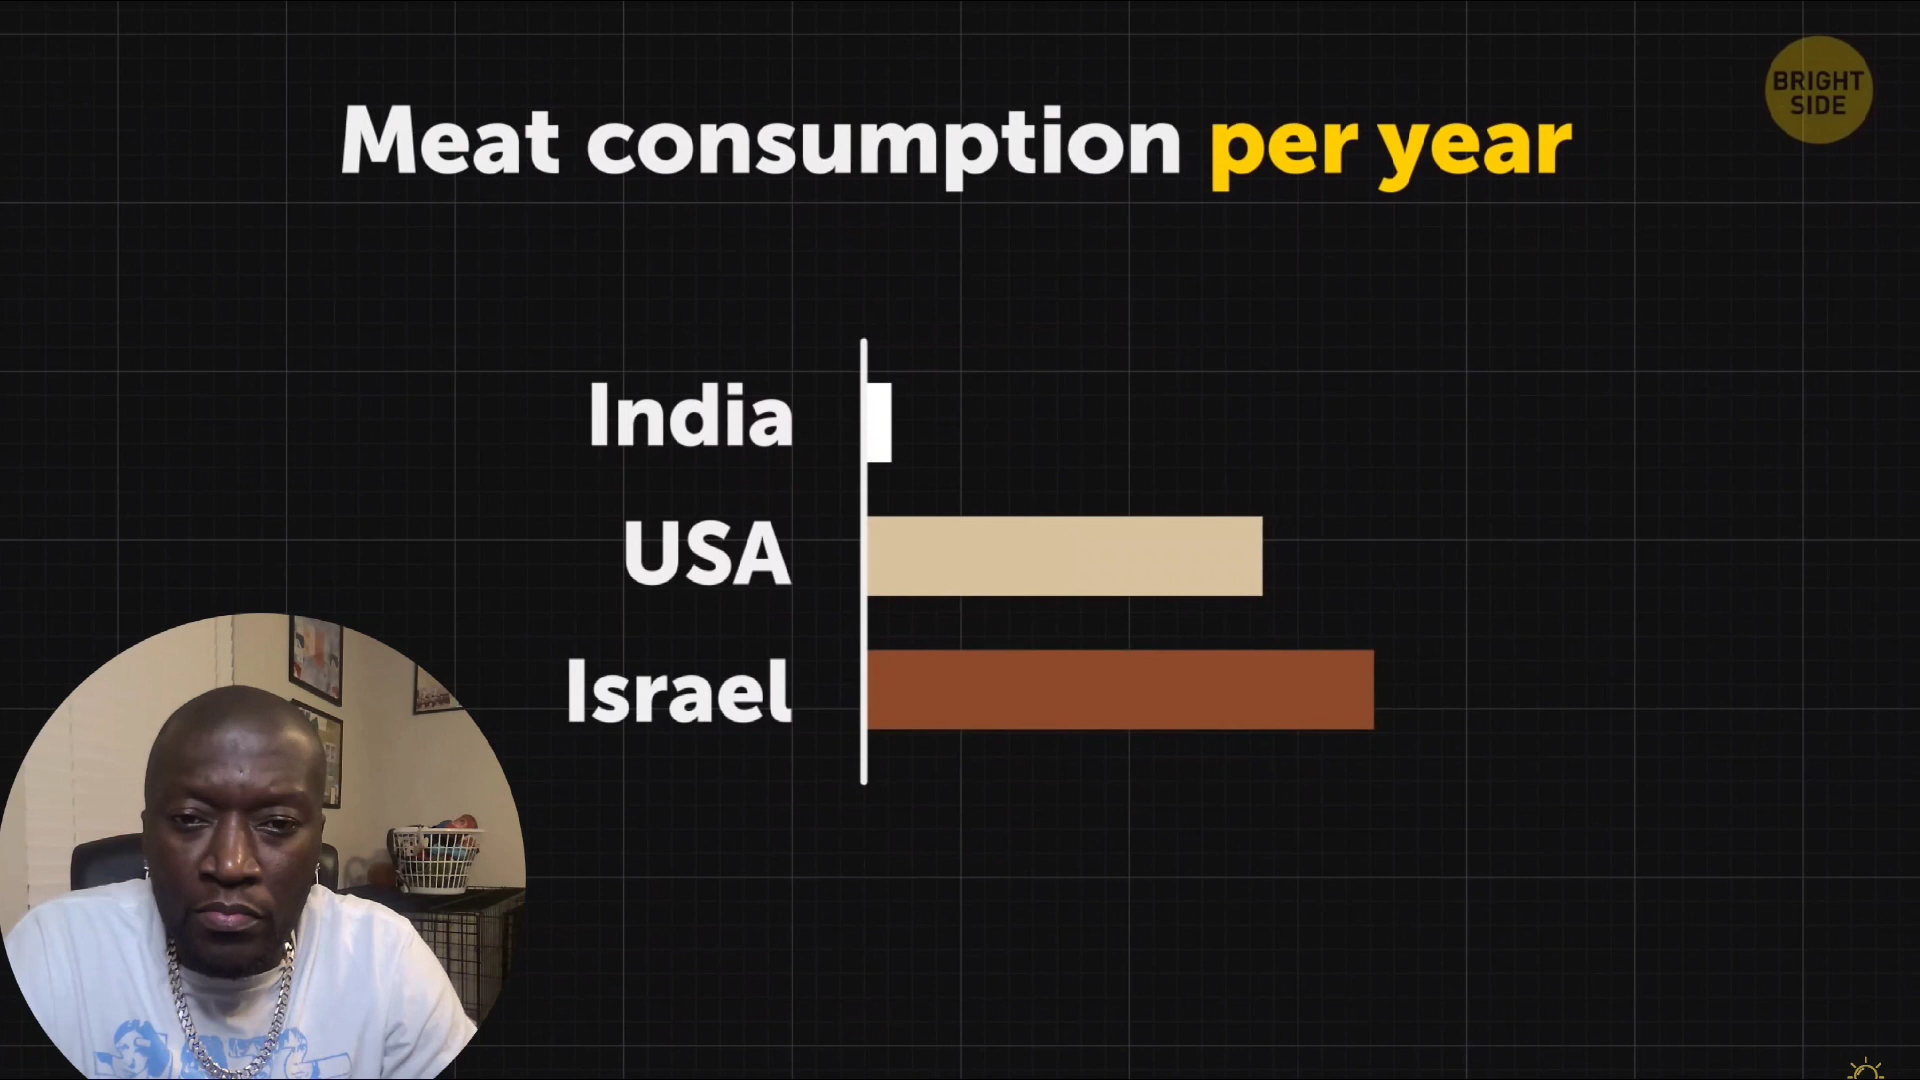 BRIGHT
SIDE
Meat consumption per year
India
USA
Israel